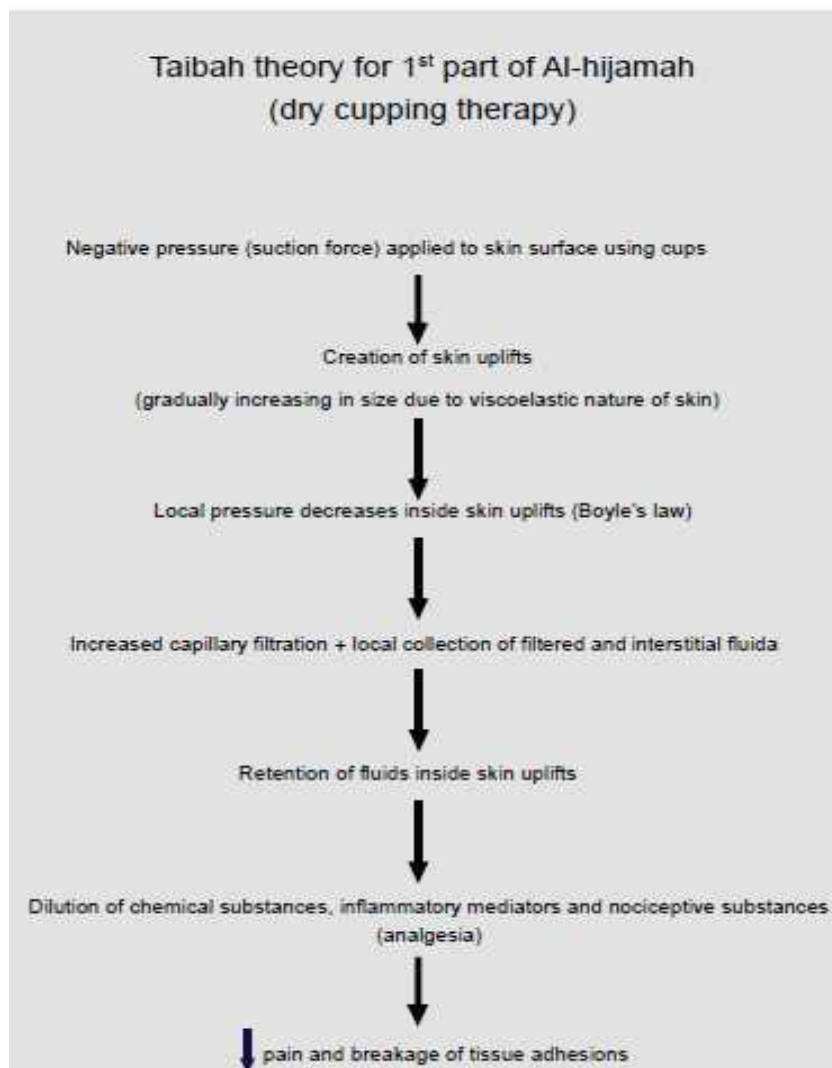 Taibah theory for 1st part of Al-hijamah
(dry cupping therapy)
Negative pressure (suction force) applied to skin surface using cups
Creation of skin uplifts
(gradually increasing in size due to viscoelastic nature of skin)
Local pressure decreases inside skin uplifts (Boyle's law)
Increased capillary filtration + local collection of filtered and interstitial fluida
Retention of fluids inside skin uplifts
Dilution of chemical substances, inflammatory mediators and nociceptive substances
(analgesia)
pain and breakage of tissue adhesions